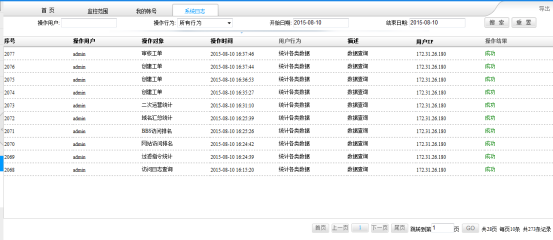 首 页 监控范围 我的帐号 系统日志 导出
操作用户: 操作行为: 所有行为 开始日期: 2015-08-10 结束日期: 2015-08-10 搜 索 重 置
序号 操作用户 操作对象 操作时间 用户行为 描述 用户IP 操作结果
2077 admin 审核工单 2015-08-10 16:37:46 统计各类数据 数据查询 172.31.26.180 成功
2076 admin 创建工单 2015-08-10 16:37:44 统计各类数据 数据查询 172.31.26.180 成功
2075 admin 创建工单 2015-08-10 16:36:53 统计各类数据 数据查询 172.31.26.180 成功
2074 admin 创建工单 2015-08-10 16:35:27 统计各类数据 数据查询 172.31.26.180 成功
2073 admin 二次运营统计 2015-08-10 16:31:10 统计各类数据 数据查询 172.31.26.180 成功
2072 admin 域名汇总统计 2015-08-10 16:25:39 统计各类数据 数据查询 172.31.26.180 成功
2071 admin BBS访问排名 2015-08-10 16:25:26 统计各类数据 数据查询 172.31.26.180 成功
2070 admin 网站访问排名 2015-08-10 16:24:42 统计各类数据 数据查询 172.31.26.180 成功
2069 admin 过滤指令统计 2015-08-10 16:24:39 统计各类数据 数据查询 172.31.26.180 成功
2068 admin 访问日志查询 2015-08-10 16:15:20 统计各类数据 数据查询 172.31.26.180 成功
首页 上一页 1 下一页 尾页 跳转到第 1 页 GO 共28页 每页10条 共273条记录